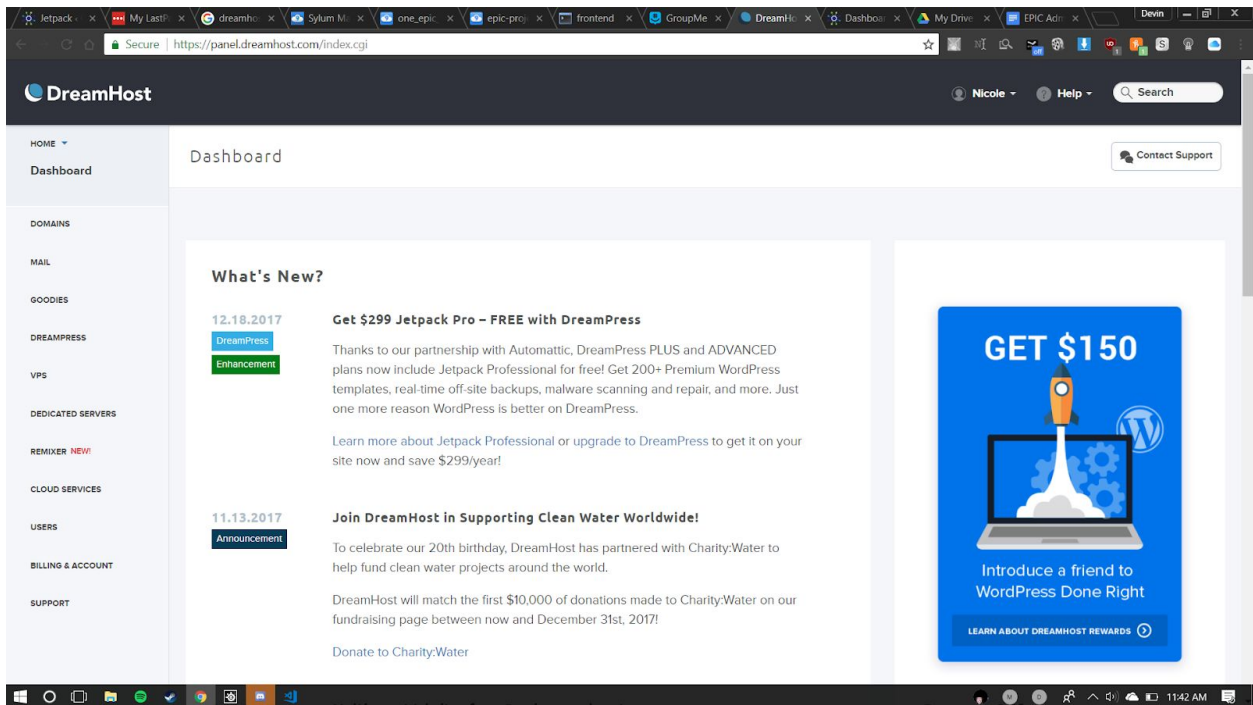 Jetpack
My LastP
dreamho
Sylum M
one_epic
epic-proj
frontend
GroupMe
DreamHo
Dashboa
My Drive
EPIC Adm
Devin
Secure
https://panel.dreamhost.com/index.cgi
off
1
1
S
DreamHost
Nicole
Help
Search
HOME
Dashboard
Dashboard
Contact Support
DOMAINS
MAIL
GOODIES
DREAMPRESS
VPS
DEDICATED SERVERS
REMIXER NEW!
CLOUD SERVICES
USERS
BILLING & ACCOUNT
SUPPORT
What's New?
12.18.2017
DreamPress
Enhancement
Get $299 Jetpack Pro – FREE with DreamPress
Thanks to our partnership with Automattic, DreamPress PLUS and ADVANCED
plans now include Jetpack Professional for free! Get 200+ Premium WordPress
templates, real-time off-site backups, malware scanning and repair, and more. Just
one more reason WordPress is better on DreamPress.
Learn more about Jetpack Professional or upgrade to DreamPress to get it on your
site now and save $299/year!
11.13.2017
Announcement
Join DreamHost in Supporting Clean Water Worldwide!
To celebrate our 20th birthday, DreamHost has partnered with Charity:Water to
help fund clean water projects around the world.
DreamHost will match the first $10,000 of donations made to Charity:Water on our
fundraising page between now and December 31st, 2017!
Donate to Charity:Water
GET $150
Introduce a friend to
WordPress Done Right
LEARN ABOUT DREAMHOST REWARDS
11:42 AM